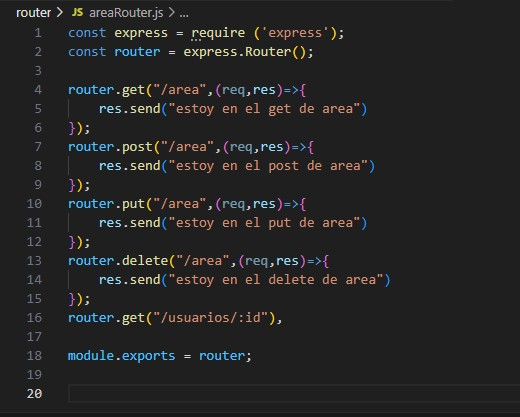 router > JS areaRouter.js > ...
1 const express = require ('express');
2 const router = express.Router();
3
4 router.get("/area",(req,res)=>{
5     res.send("estoy en el get de area")
6 });
7 router.post("/area",(req,res)=>{
8     res.send("estoy en el post de area")
9 });
10 router.put("/area",(req,res)=>{
11     res.send("estoy en el put de area")
12 });
13 router.delete("/area",(req,res)=>{
14     res.send("estoy en el delete de area")
15 });
16 router.get("/usuarios/:id"),
17
18 module.exports = router;
19
20